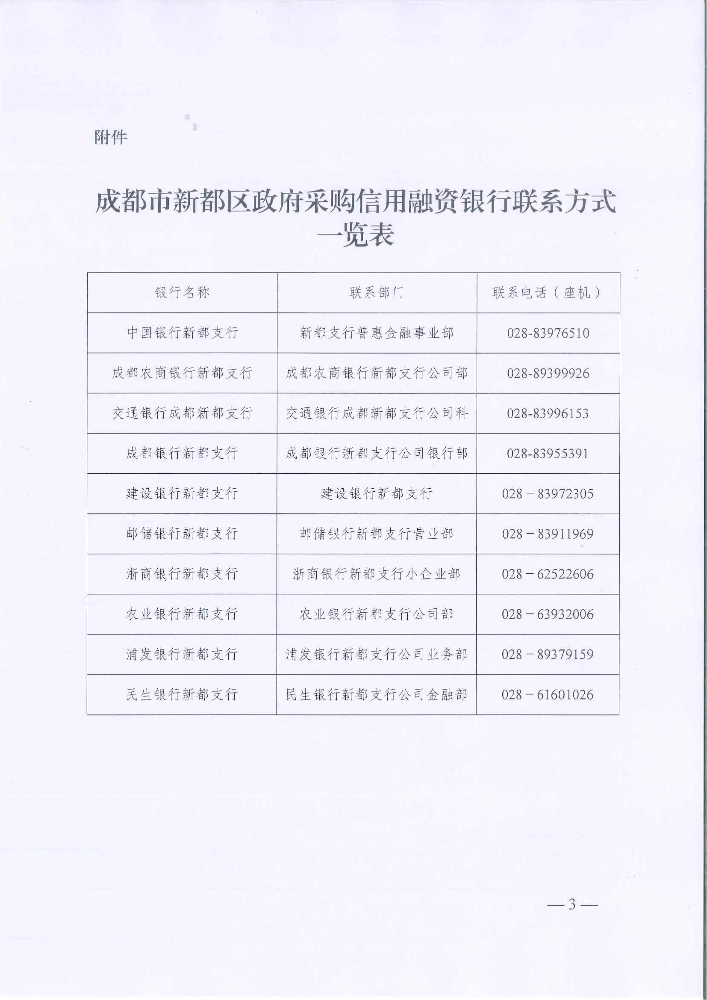 附件
成都市新都区政府采购信用融资银行联系方式
一览表
银行名称 联系部门 联系电话（座机）
中国银行新都支行 新都支行普惠金融事业部 028-83976510
成都农商银行新都支行 成都农商银行新都支行公司部 028-89399926
交通银行成都新都支行 交通银行成都新都支行公司科 028-83996153
成都银行新都支行 成都银行新都支行公司银行部 028-83955391
建设银行新都支行 建设银行新都支行 028－83972305
邮储银行新都支行 邮储银行新都支行营业部 028－83911969
浙商银行新都支行 浙商银行新都支行小企业部 028－62522606
农业银行新都支行 农业银行新都支行公司部 028－63932006
浦发银行新都支行 浦发银行新都支行公司业务部 028－89379159
民生银行新都支行 民生银行新都支行公司金融部 028－61601026
— 3 —